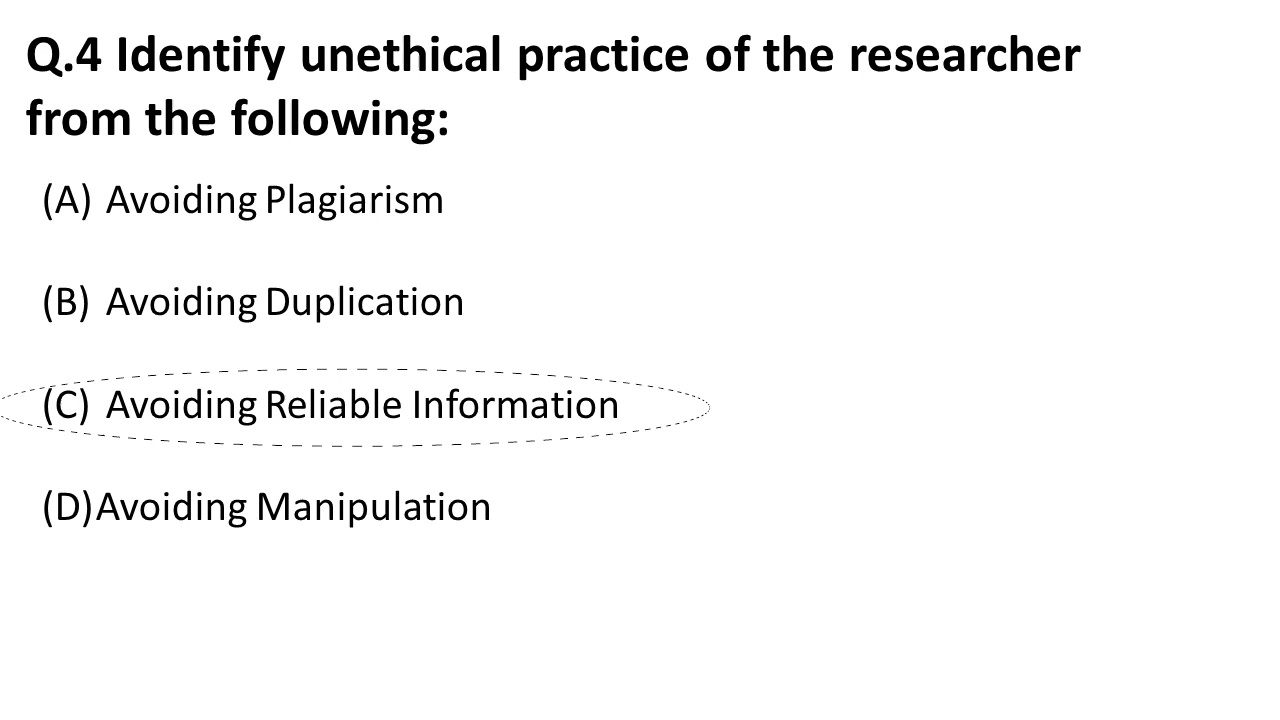 Q.4 Identify unethical practice of the researcher
from the following:
(A) Avoiding Plagiarism
(B) Avoiding Duplication
(C) Avoiding Reliable Information
(D)Avoiding Manipulation